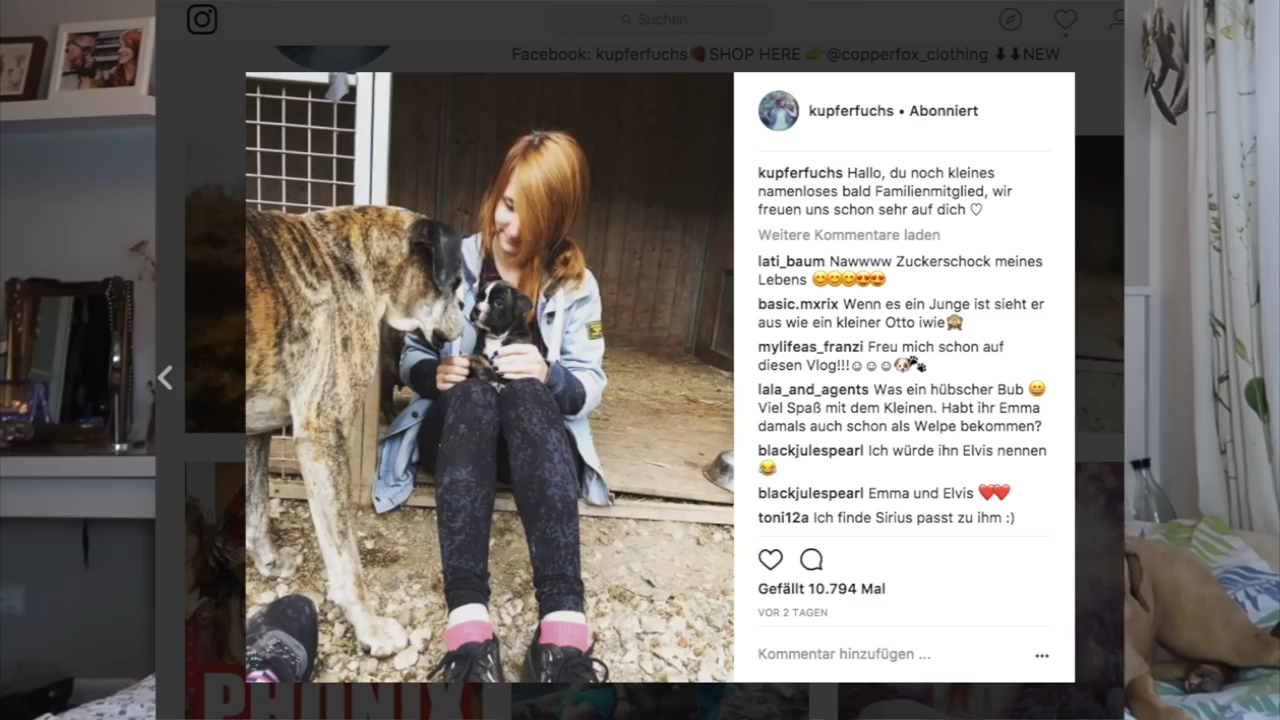 Suchen
Facebook: kupferfuchs🍓SHOP HERE 👉@copperfox_clothing ⬇⬇NEW
kupferfuchs • Abonniert
kupferfuchs Hallo, du noch kleines
namenloses bald Familienmitglied, wir
freuen uns schon sehr auf dich ♡
Weitere Kommentare laden
lati_baum Nawwww Zuckerschock meines
Lebens 😊😊😊😍😍
basic.mxrix Wenn es ein Junge ist sieht er
aus wie ein kleiner Otto iwie🙈
mylifeas_franzi Freu mich schon auf
diesen Vlog!!!☺☺☺🐶🐾
lala_and_agents Was ein hübscher Bub 😄
Viel Spaß mit dem Kleinen. Habt ihr Emma
damals auch schon als Welpe bekommen?
blackjulespearl Ich würde ihn Elvis nennen
😂
blackjulespearl Emma und Elvis ❤❤
toni12a Ich finde Sirius passt zu ihm :)
Gefällt 10.794 Mal
VOR 2 TAGEN
Kommentar hinzufügen ...
PHÖNIX